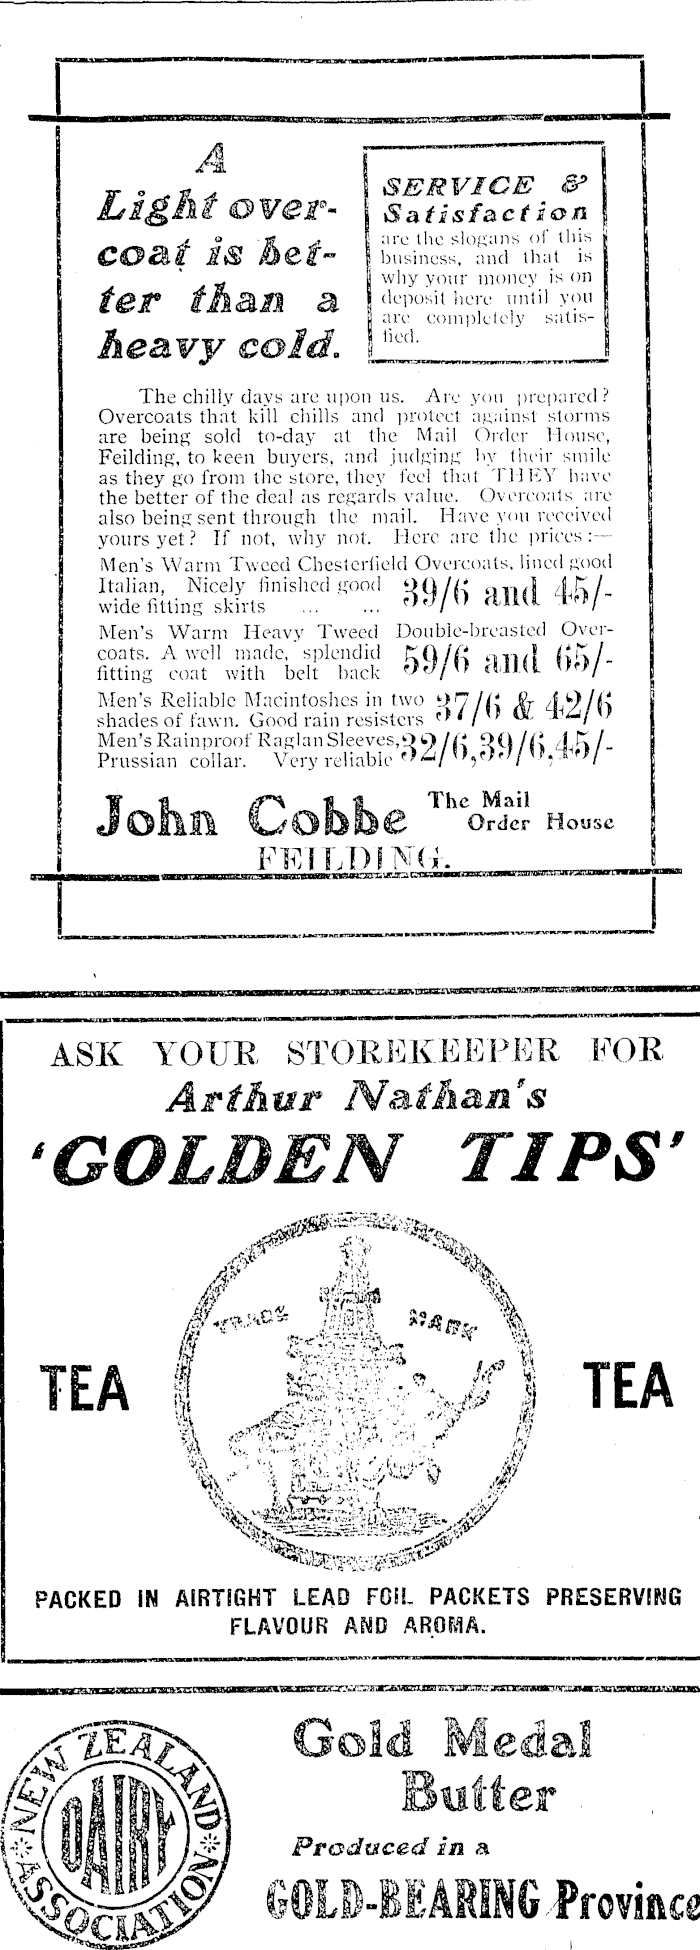 A
Light over-
coat is bet-
ter than a
heavy cold.
SERVICE &
Satisfaction
are the slogans of this
business, and that is
why your money is on
deposit here until you
are completely satis-
fied.
The chilly days are upon us. Are you prepared?
Overcoats that kill chills and protect against storms
are being sold to-day at the Mail Order House,
Feilding, to keen buyers, and judging by their smile
as they go from the store, they feel that THEY have
the better of the deal as regards value. Overcoats are
also being sent through the mail. Have you received
yours yet? If not, why not. Here are the prices:—
Men's Warm Tweed Chesterfield Overcoats, lined good
Italian, Nicely finished good
wide fitting skirts ... ... 39/6 and 45/-
Men's Warm Heavy Tweed Double-breasted Over-
coats. A well made, splendid
fitting coat with belt back 59/6 and 65/-
Men's Reliable Macintoshes in two
shades of fawn. Good rain resisters 37/6 & 42/6
Men's Rainproof Raglan Sleeves,
Prussian collar. Very reliable 32/6, 39/6, 45/-
John Cobbe The Mail
Order House
FEILDING.
ASK YOUR STOREKEEPER FOR
Arthur Nathan's
'GOLDEN TIPS'
TRADE MARK
TEA TEA
PACKED IN AIRTIGHT LEAD FOIL PACKETS PRESERVING
FLAVOUR AND AROMA.
NEW ZEALAND
DAIRY
ASSOCIATION
Gold Medal
Butter
Produced in a
GOLD-BEARING Province